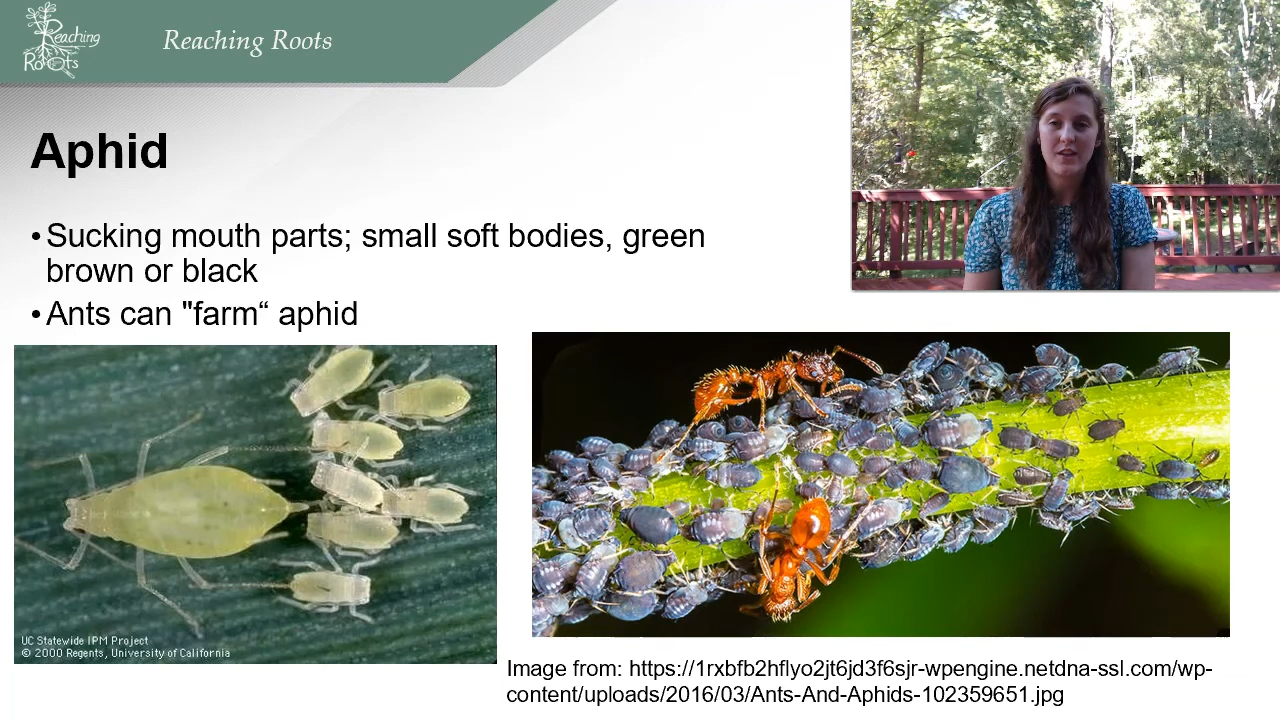 Reaching
Roots
Reaching Roots
Aphid
• Sucking mouth parts; small soft bodies, green
brown or black
• Ants can "farm“ aphid
UC Statewide IPM Project
© 2000 Regents, University of California
Image from: https://1rxbfb2hflyo2jt6jd3f6sjr-wpengine.netdna-ssl.com/wp-
content/uploads/2016/03/Ants-And-Aphids-102359651.jpg